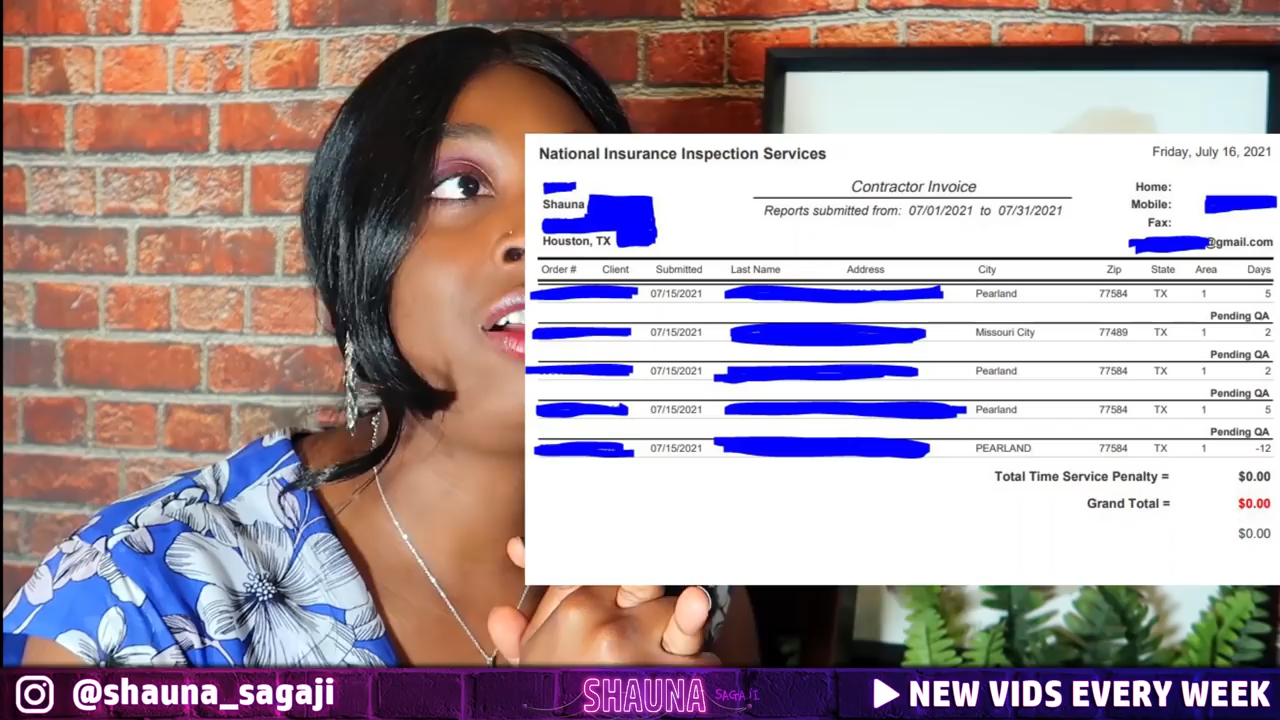 National Insurance Inspection Services
Friday, July 16, 2021
Contractor Invoice
Reports submitted from: 07/01/2021 to 07/31/2021
Shauna
Houston, TX
Home:
Mobile:
Fax:
@gmail.com
Order # Client Submitted Last Name Address City Zip State Area Days
07/15/2021 Pearland 77584 TX 1 5
Pending QA
07/15/2021 Missouri City 77489 TX 1 2
Pending QA
07/15/2021 Pearland 77584 TX 1 2
Pending QA
07/15/2021 Pearland 77584 TX 1 5
Pending QA
07/15/2021 PEARLAND 77584 TX 1 -12
Total Time Service Penalty = $0.00
Grand Total = $0.00
$0.00
@shauna_sagaji
SHAUNA SAGAJI
NEW VIDS EVERY WEEK